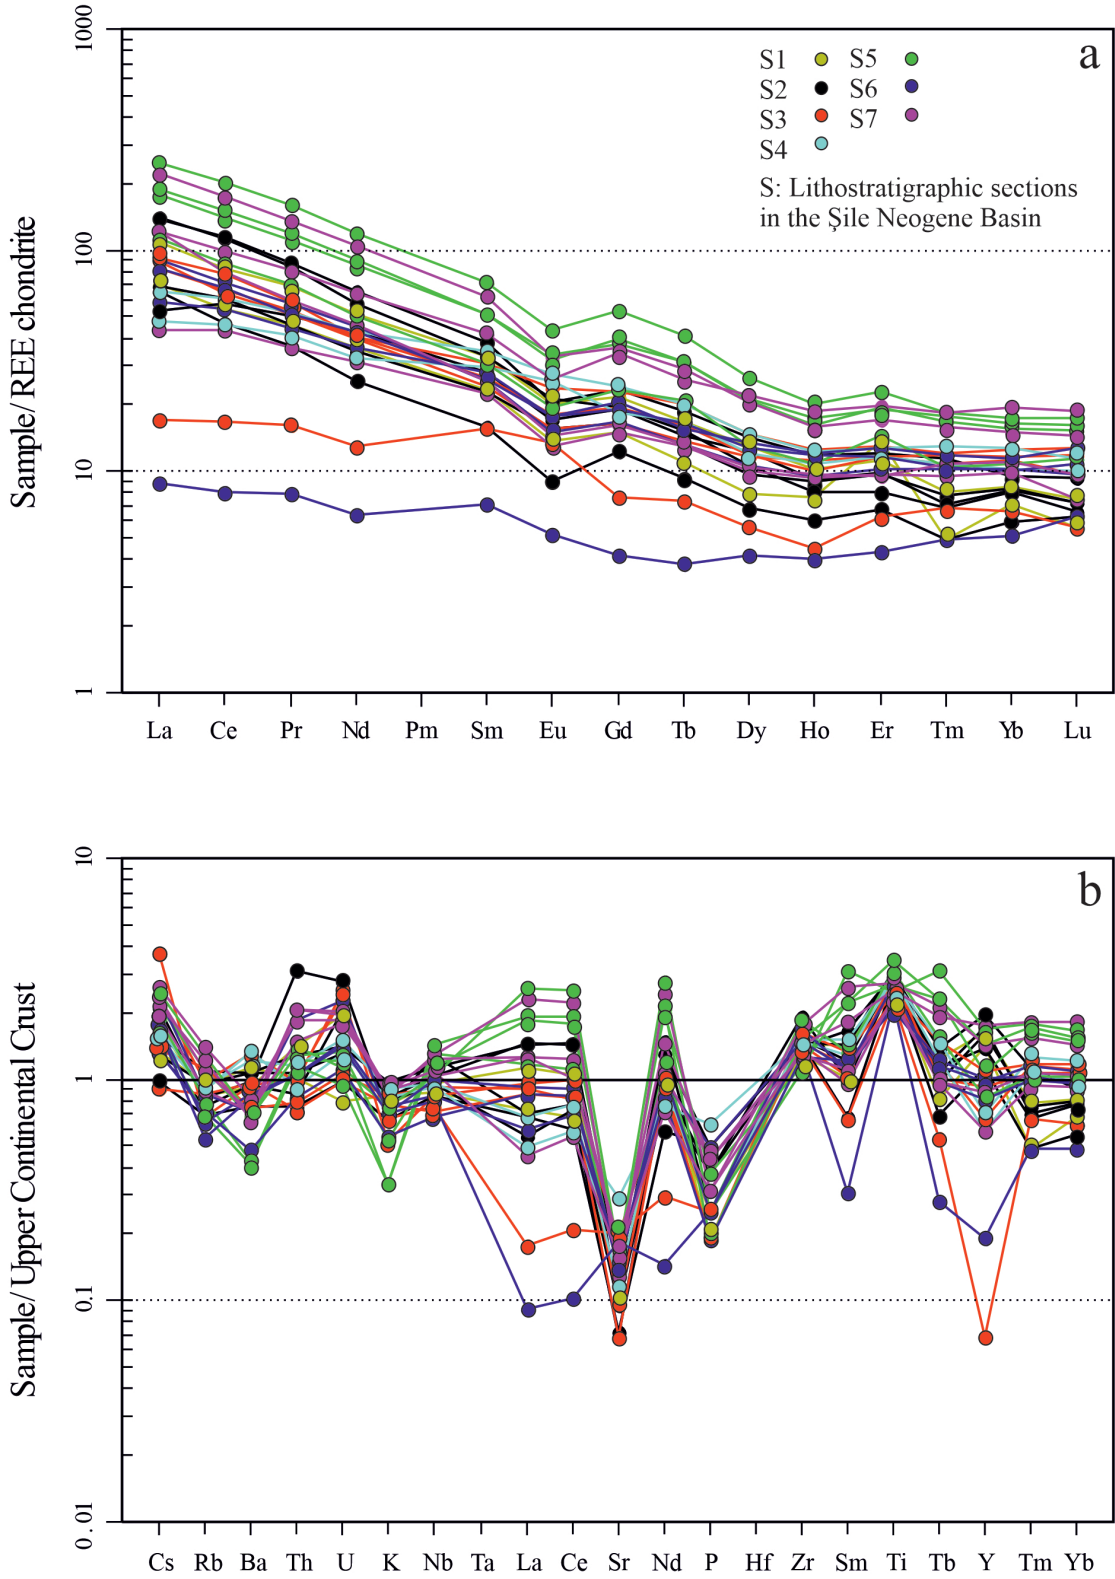 a
S1 S5
S2 S6
S3 S7
S4
S: Lithostratigraphic sections
in the Şile Neogene Basin
Sample/REE chondrite
1000
100
10
1
La Ce Pr Nd Pm Sm Eu Gd Tb Dy Ho Er Tm Yb Lu
b
Sample/Upper Continental Crust
10
1
0.1
0.01
Cs Rb Ba Th U K Nb Ta La Ce Sr Nd P Hf Zr Sm Ti Tb Y Tm Yb